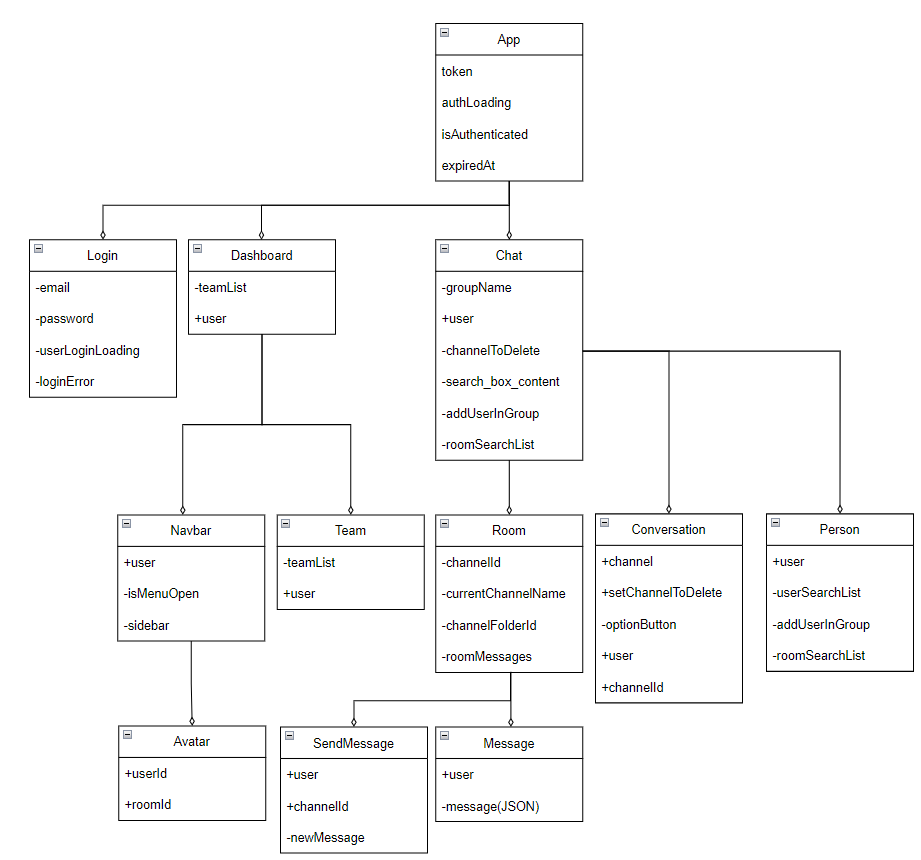 App
token
authLoading
isAuthenticated
expiredAt
Login
-email
-password
-userLoginLoading
-loginError
Dashboard
-teamList
+user
Chat
-groupName
+user
-channelToDelete
-search_box_content
-addUserInGroup
-roomSearchList
Navbar
+user
-isMenuOpen
-sidebar
Team
-teamList
+user
Room
-channelId
-currentChannelName
-channelFolderId
-roomMessages
Conversation
+channel
+setChannelToDelete
-optionButton
+user
+channelId
Person
+user
-userSearchList
-addUserInGroup
-roomSearchList
Avatar
+userId
+roomId
SendMessage
+user
+channelId
-newMessage
Message
+user
-message(JSON)